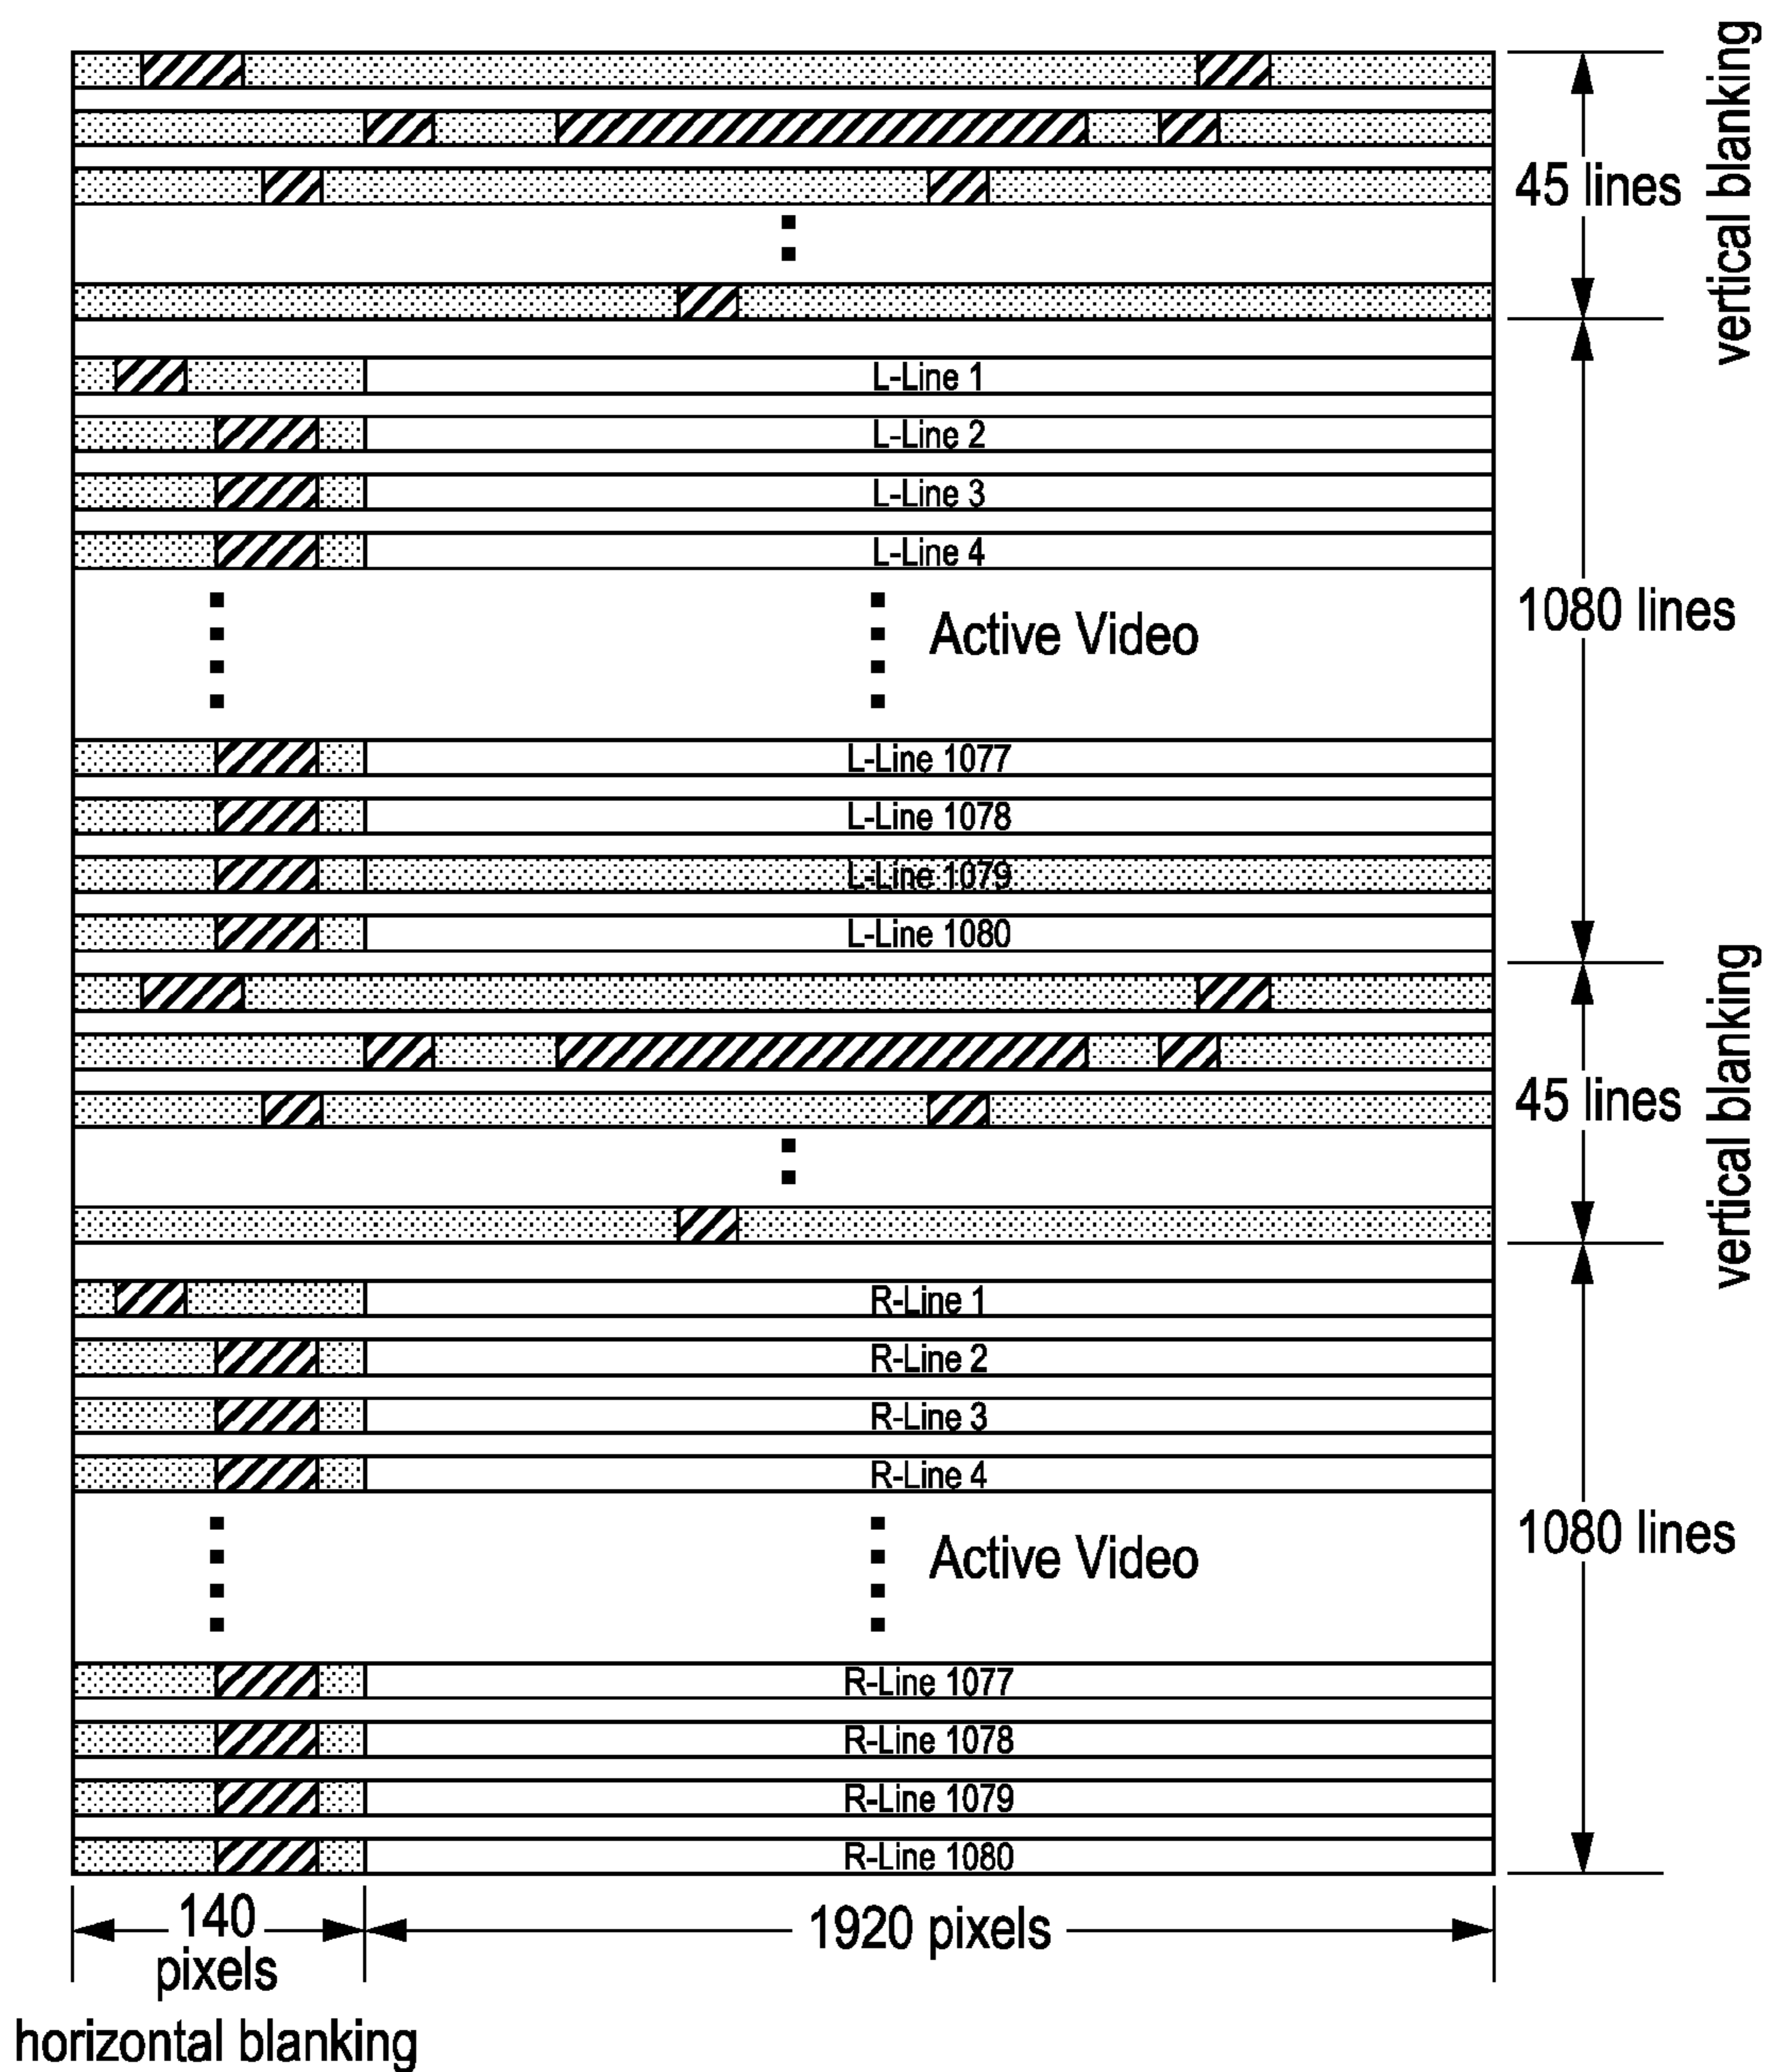 vertical blanking
45 lines
L-Line 1
L-Line 2
L-Line 3
L-Line 4
Active Video
1080 lines
L-Line 1077
L-Line 1078
L-Line 1079
L-Line 1080
vertical blanking
45 lines
R-Line 1
R-Line 2
R-Line 3
R-Line 4
Active Video
1080 lines
R-Line 1077
R-Line 1078
R-Line 1079
R-Line 1080
140
pixels
1920 pixels
horizontal blanking